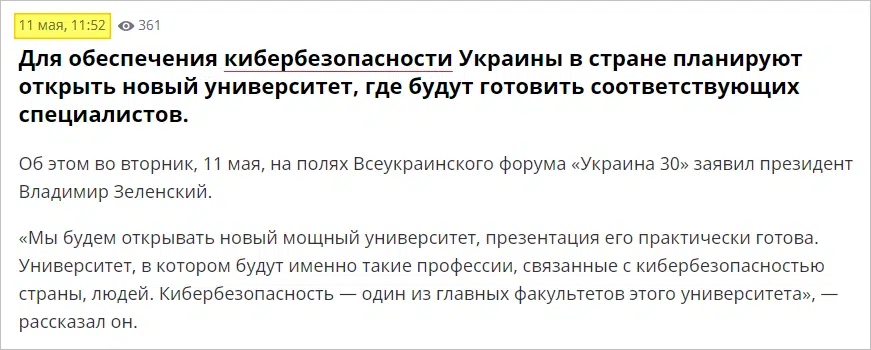 11 мая, 11:52 361
Для обеспечения кибербезопасности Украины в стране планируют
открыть новый университет, где будут готовить соответствующих
специалистов.
Об этом во вторник, 11 мая, на полях Всеукраинского форума «Украина 30» заявил президент
Владимир Зеленский.
«Мы будем открывать новый мощный университет, презентация его практически готова.
Университет, в котором будут именно такие профессии, связанные с кибербезопасностью
страны, людей. Кибербезопасность — один из главных факультетов этого университета», —
рассказал он.